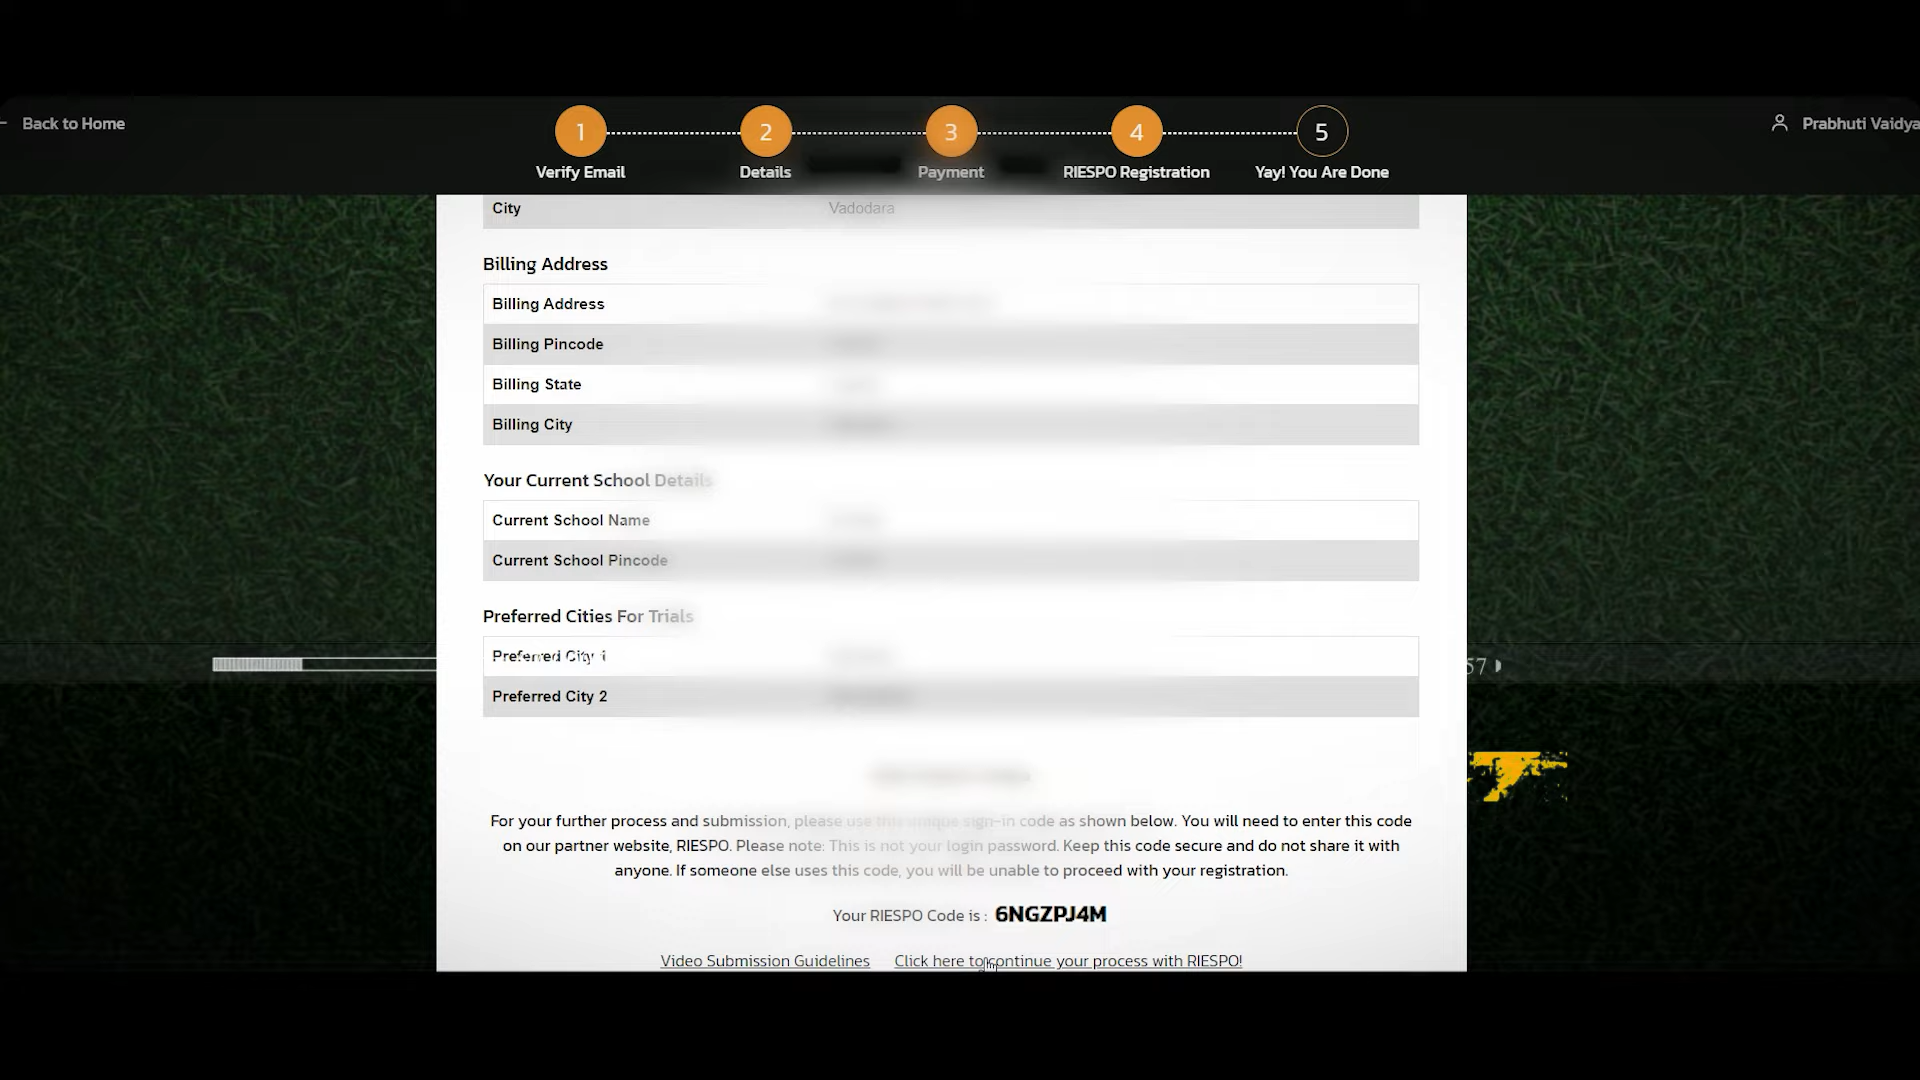 Back to Home
1
2
3
4
5
Prabhuti Vaidya
Verify Email
Details
Payment
RIESPO Registration
Yay! You Are Done
City Vadodara
Billing Address
Billing Address
Billing Pincode
Billing State
Billing City
Your Current School Details
Current School Name
Current School Pincode
Preferred Cities For Trials
Preferred City 1
57
Preferred City 2
For your further process and submission, please use this unique sign-in code as shown below. You will need to enter this code
on our partner website, RIESPO. Please note: This is not your login password. Keep this code secure and do not share it with
anyone. If someone else uses this code, you will be unable to proceed with your registration.
Your RIESPO Code is : 6NGZPJ4M
Video Submission Guidelines
Click here to continue your process with RIESPO!